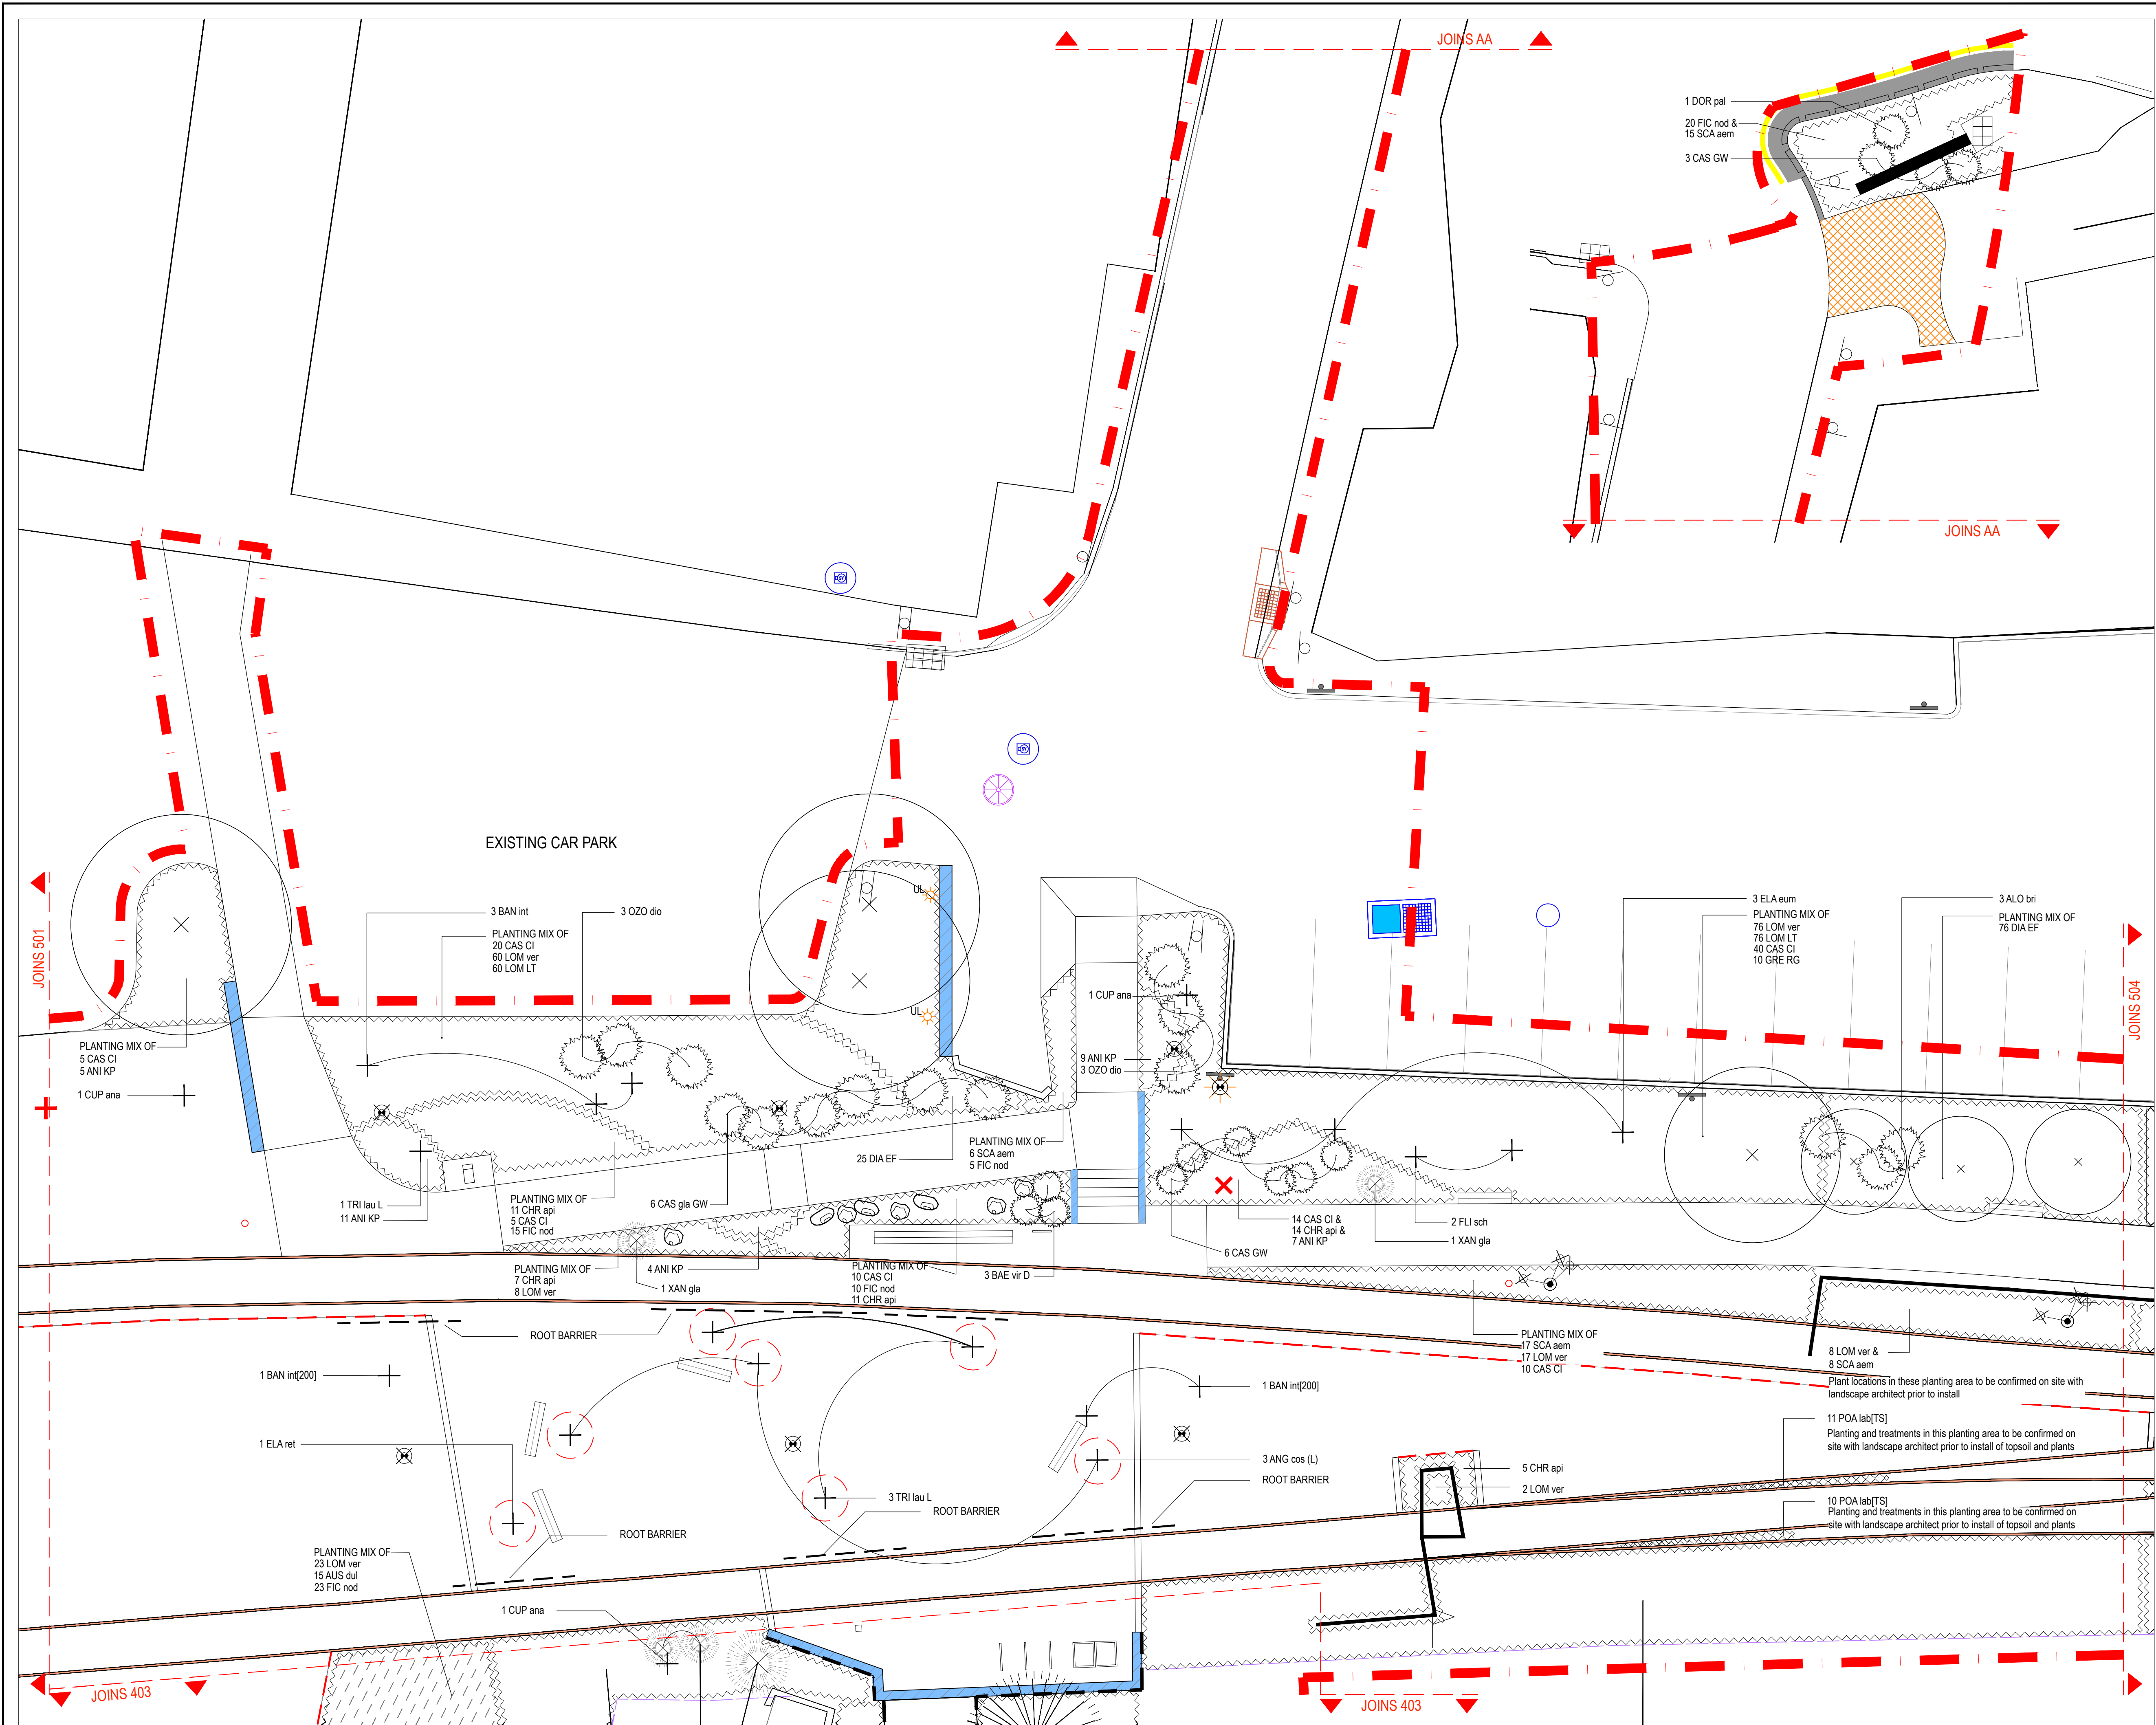 JOINS AA
1 DOR pal
20 FIC nod &
15 SCA aem
3 CAS GW
JOINS AA
EXISTING CAR PARK
JOINS 501
UL
UL
3 BAN int
3 OZO dio
PLANTING MIX OF
20 CAS CI
60 LOM ver
60 LOM LT
3 ELA eum
PLANTING MIX OF
76 LOM ver
76 LOM LT
40 CAS CI
10 GRE RG
3 ALO bri
PLANTING MIX OF
76 DIA EF
JOINS 504
1 CUP ana
PLANTING MIX OF
5 CAS CI
5 ANI KP
1 CUP ana
9 ANI KP
3 OZO dio
25 DIA EF
PLANTING MIX OF
6 SCA aem
5 FIC nod
1 TRI lau L
11 ANI KP
PLANTING MIX OF
11 CHR api
5 CAS CI
15 FIC nod
6 CAS gla GW
14 CAS CI &
14 CHR api &
7 ANI KP
2 FLI sch
1 XAN gla
6 CAS GW
PLANTING MIX OF
7 CHR api
8 LOM ver
4 ANI KP
1 XAN gla
PLANTING MIX OF
10 CAS CI
10 FIC nod
11 CHR api
3 BAE vir D
ROOT BARRIER
PLANTING MIX OF
17 SCA aem
17 LOM ver
10 CAS CI
8 LOM ver &
8 SCA aem
Plant locations in these planting area to be confirmed on site with
landscape architect prior to install
1 BAN int[200]
1 BAN int[200]
11 POA lab[TS]
Planting and treatments in this planting area to be confirmed on
site with landscape architect prior to install of topsoil and plants
1 ELA ret
3 ANG cos (L)
ROOT BARRIER
5 CHR api
2 LOM ver
3 TRI lau L
ROOT BARRIER
10 POA lab[TS]
Planting and treatments in this planting area to be confirmed on
site with landscape architect prior to install of topsoil and plants
ROOT BARRIER
PLANTING MIX OF
23 LOM ver
15 AUS dul
23 FIC nod
1 CUP ana
JOINS 403
JOINS 403